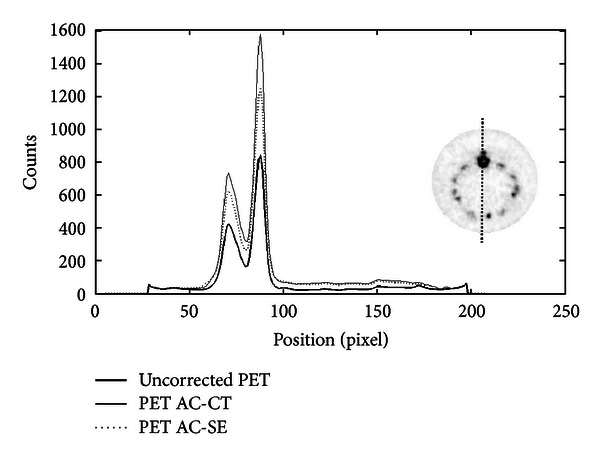 1600
1400
1200
1000
800
600
400
200
0
Counts
0 50 100 150 200 250
Position (pixel)
Uncorrected PET
PET AC-CT
PET AC-SE